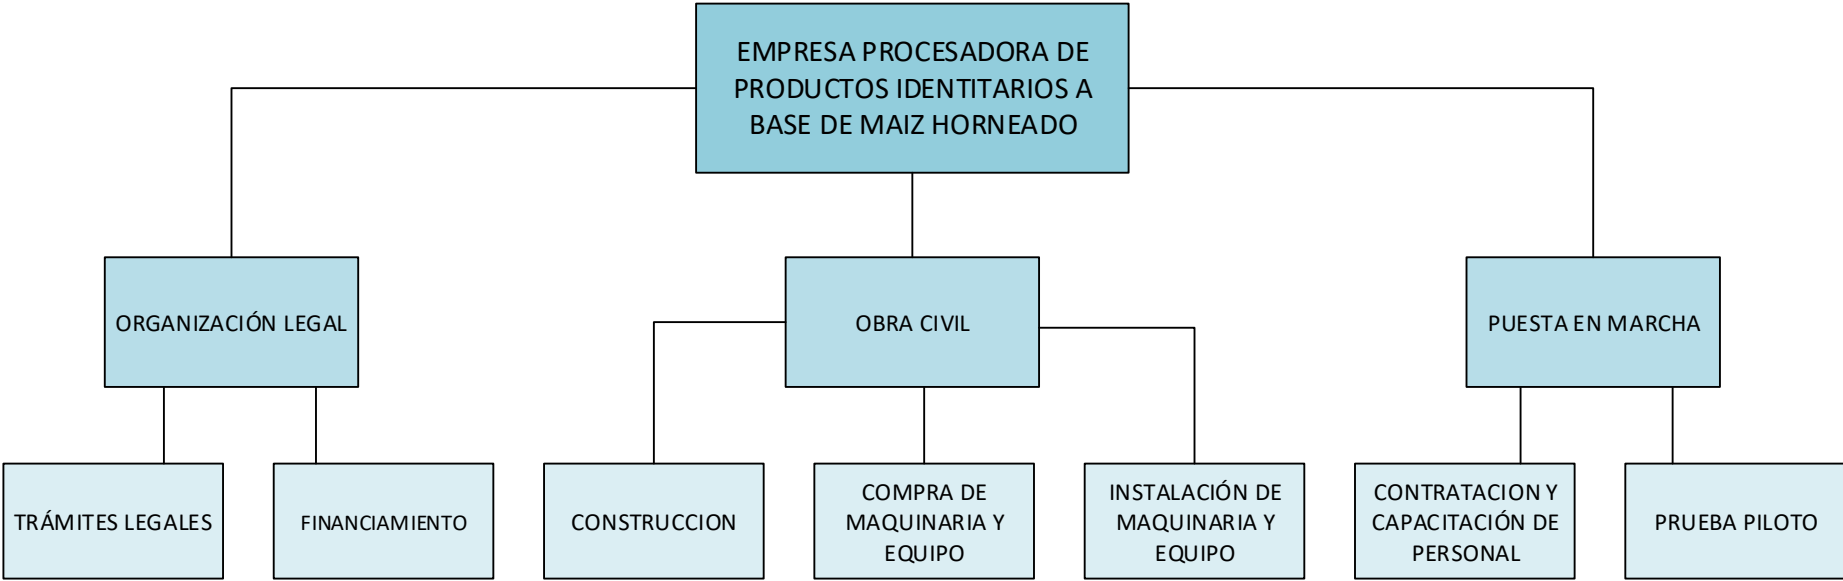 EMPRESA PROCESADORA DE
PRODUCTOS IDENTITARIOS A
BASE DE MAIZ HORNEADO
ORGANIZACIÓN LEGAL
OBRA CIVIL
PUESTA EN MARCHA
TRÁMITES LEGALES
FINANCIAMIENTO
CONSTRUCCION
COMPRA DE
MAQUINARIA Y
EQUIPO
INSTALACIÓN DE
MAQUINARIA Y
EQUIPO
CONTRATACION Y
CAPACITACIÓN DE
PERSONAL
PRUEBA PILOTO